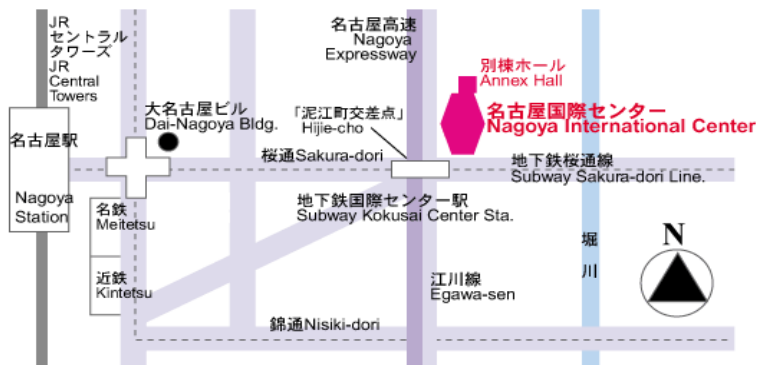 JR
セントラル
タワーズ
JR
Central
Towers
名古屋高速
Nagoya
Expressway
別棟ホール
Annex Hall
大名古屋ビル
Dai-Nagoya Bldg.
「泥江町交差点」
Hijie-cho
名古屋国際センター
Nagoya International Center
名古屋駅
桜通Sakura-dori
地下鉄桜通線
Subway Sakura-dori Line.
Nagoya
Station
名鉄
Meitetsu
地下鉄国際センター駅
Subway Kokusai Center Sta.
堀
川
N
近鉄
Kintetsu
江川線
Egawa-sen
錦通Nisiki-dori